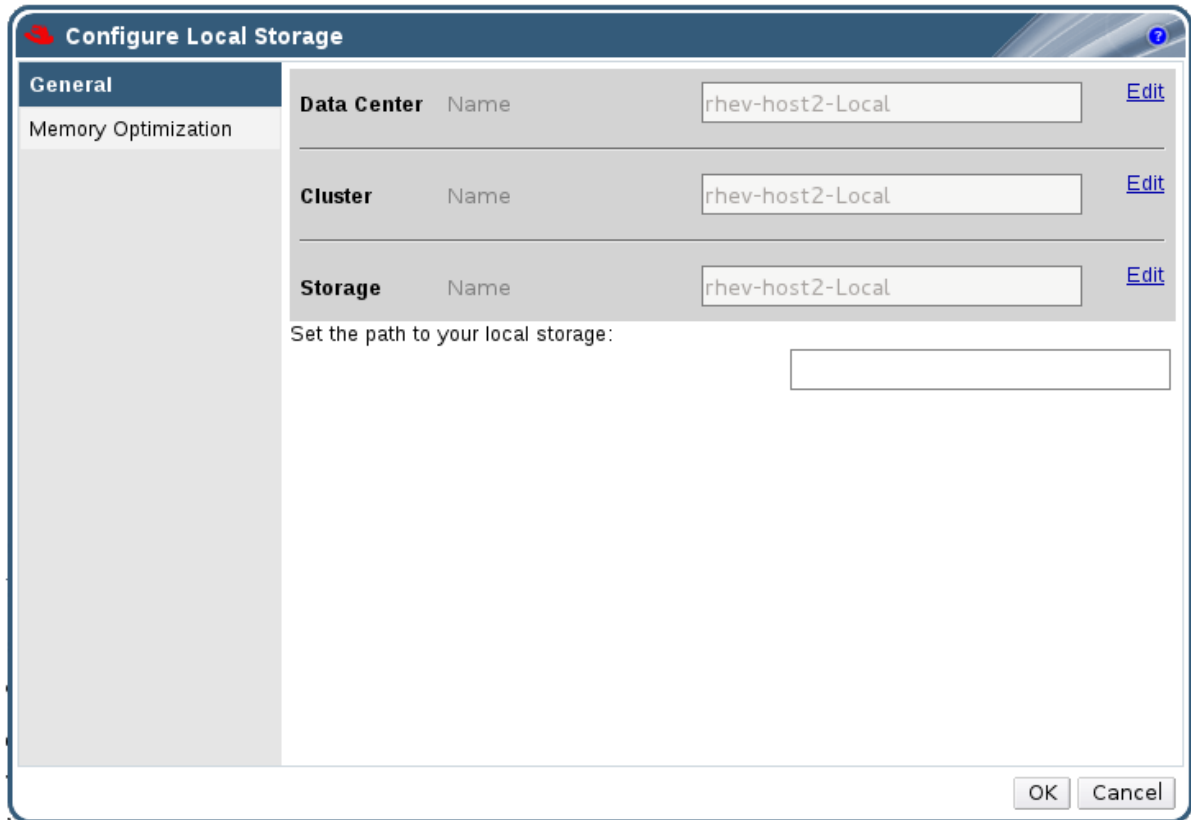 Configure Local Storage ?
General
Memory Optimization
Data Center Name rhev-host2-Local Edit
Cluster Name rhev-host2-Local Edit
Storage Name rhev-host2-Local Edit
Set the path to your local storage:
OK Cancel